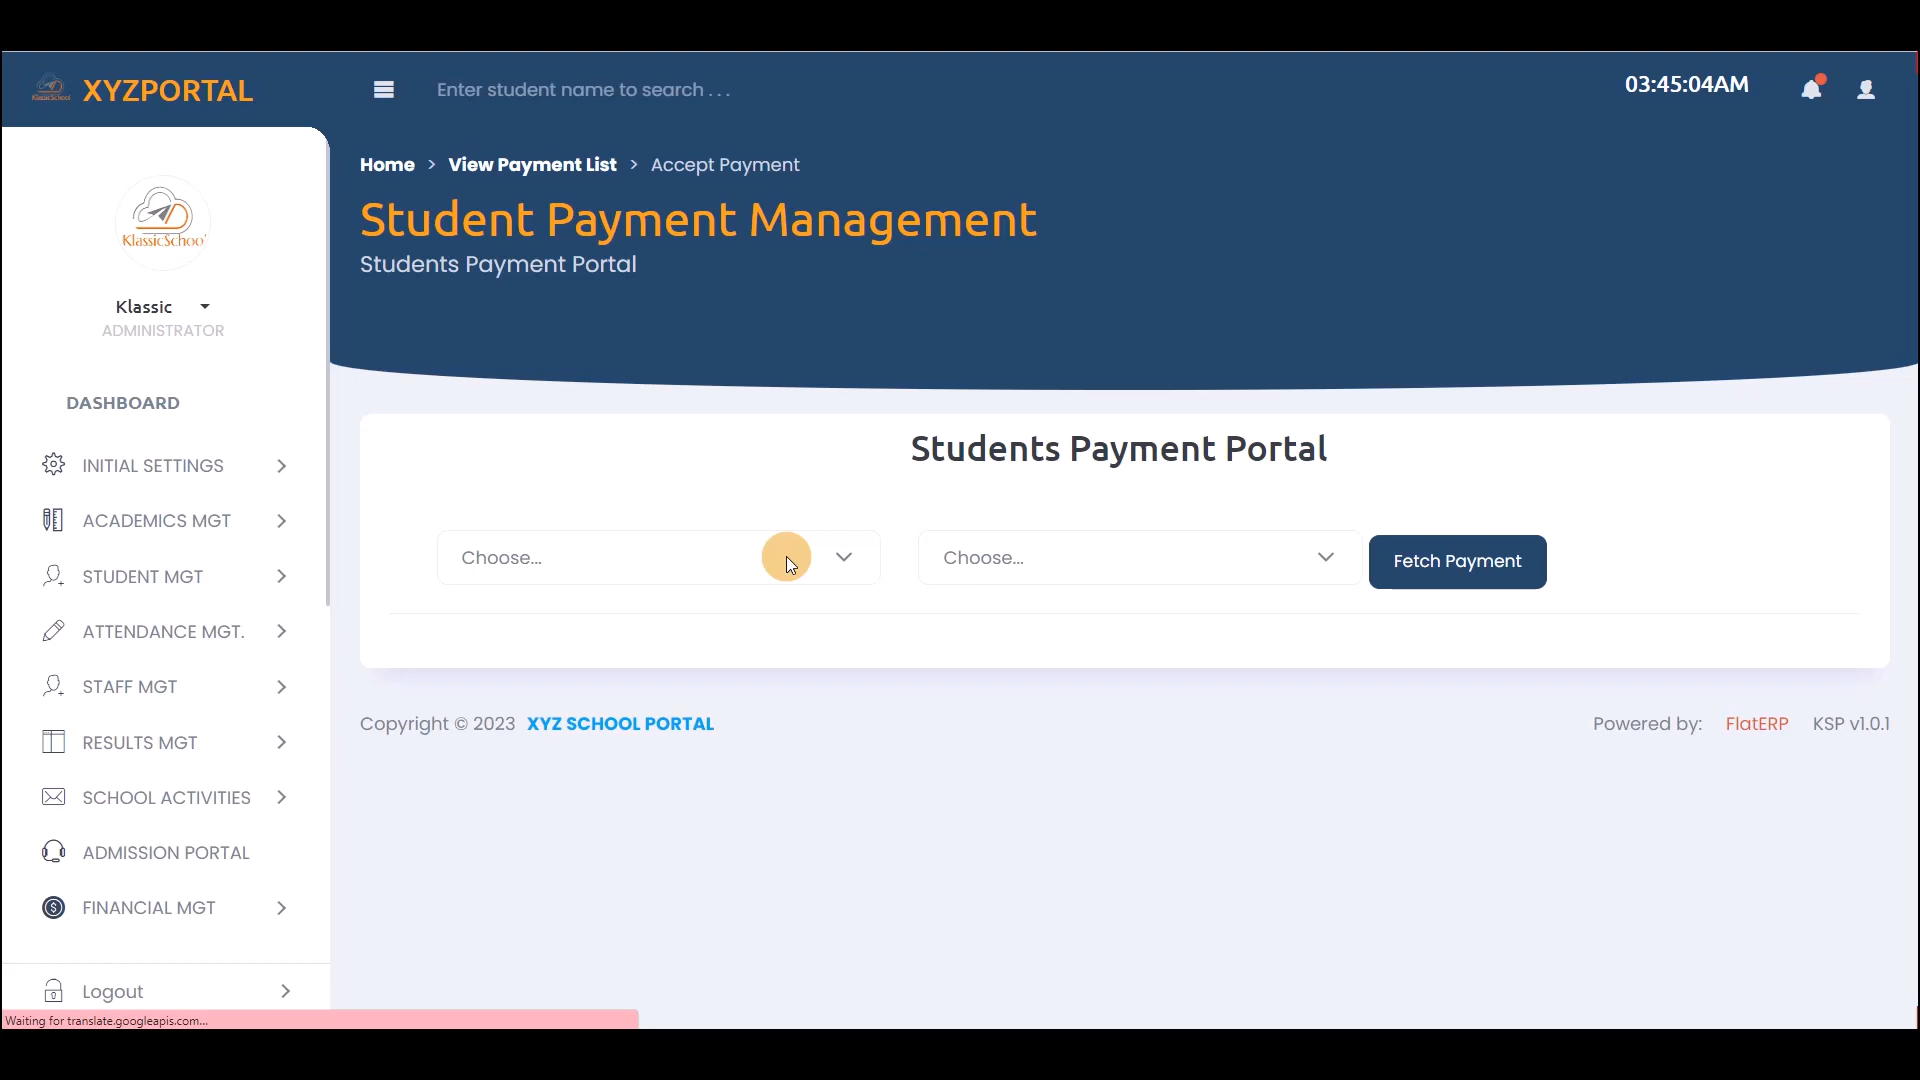 XYZPORTAL
Enter student name to search . . .
03:45:04AM
Home > View Payment List > Accept Payment
Student Payment Management
Students Payment Portal
KlassicSchool
Klassic
ADMINISTRATOR
DASHBOARD
INITIAL SETTINGS
ACADEMICS MGT
STUDENT MGT
ATTENDANCE MGT.
STAFF MGT
RESULTS MGT
SCHOOL ACTIVITIES
ADMISSION PORTAL
FINANCIAL MGT
Logout
Students Payment Portal
Choose...
Choose...
Fetch Payment
Copyright © 2023 XYZ SCHOOL PORTAL
Powered by: FlatERP KSP v1.0.1
Waiting for translate.googleapis.com...